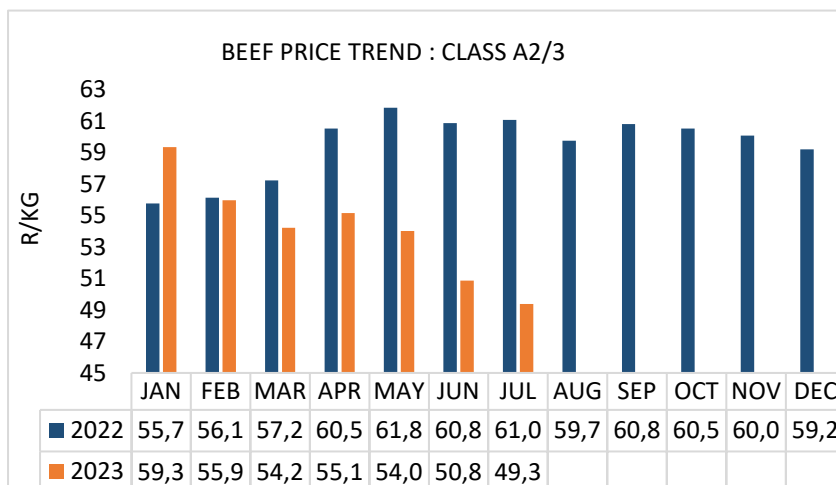 BEEF PRICE TREND : CLASS A2/3
R/KG
63
61
59
57
55
53
51
49
47
45
JAN FEB MAR APR MAY JUN JUL AUG SEP OCT NOV DEC
2022 55,7 56,1 57,2 60,5 61,8 60,8 61,0 59,7 60,8 60,5 60,0 59,2
2023 59,3 55,9 54,2 55,1 54,0 50,8 49,3